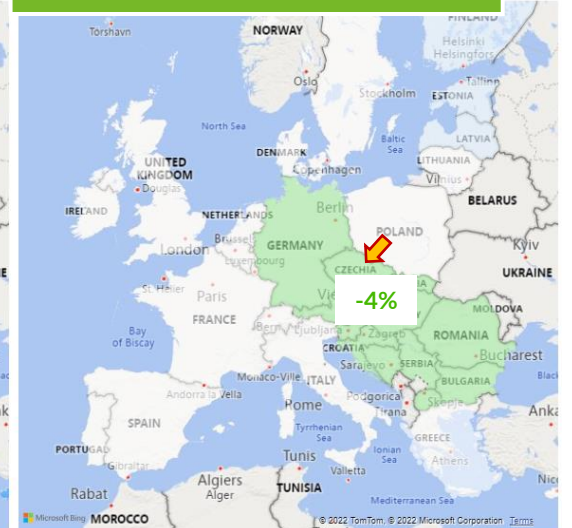 Torshavn
NORWAY
FINLAND
Helsinki
Helsingfors
Oslo
Tallinn
Stockholm
ESTONIA
North Sea
Baltic
Sea
LATVIA
DENMARK
Copenhagen
LITHUANIA
Vilnius
UNITED
KINGDOM
Douglas
IRELAND
NETHERLANDS
Berlin
POLAND
BELARUS
London
Brussel
GERMANY
Luxembourg
Kyiv
CZECHIA
UKRAINE
St. Helier
Paris
-4%
MOLDOVA
FRANCE
Bern
Ljubljana
Zagreb
ROMANIA
Bay
of Biscay
CROATIA
Bucharest
Sarajevo
SERBIA
Monaco-Ville
ITALY
BULGARIA
Andorra la Vella
Rome
Podgorica
Skopje
Tirana
SPAIN
Tyrrhenian
Sea
GREECE
PORTUGAL
Ionian
Sea
Athens
Gibraltar
Tunis
Valletta
Algiers
Alger
TUNISIA
Rabat
Mediterranean Sea
Microsoft Bing
MOROCCO
© 2022 TomTom, © 2022 Microsoft Corporation Terms